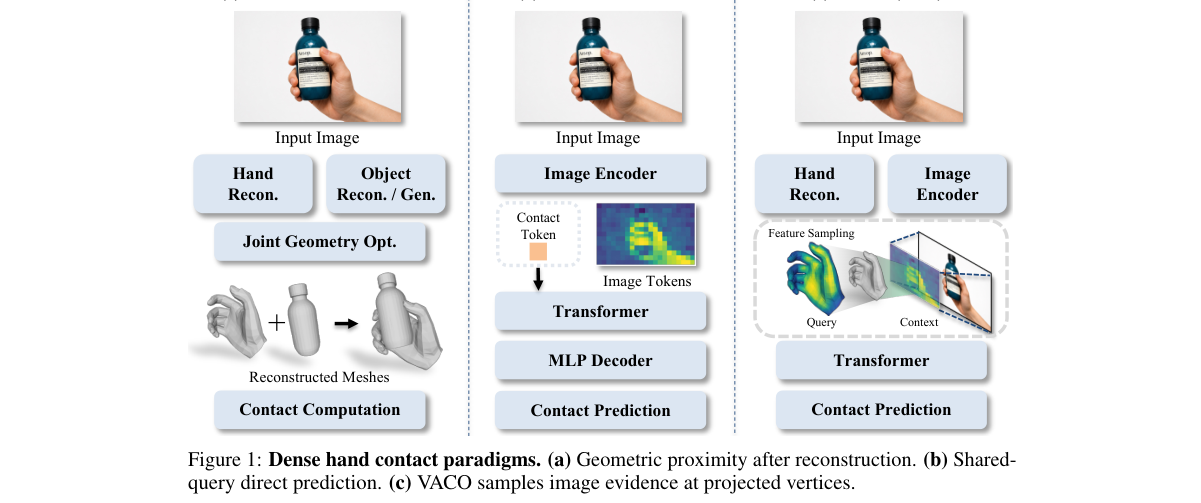 Input Image
Hand
Recon.
Object
Recon. / Gen.
Joint Geometry Opt.
Reconstructed Meshes
Contact Computation
Input Image
Image Encoder
Contact
Token
Image Tokens
Transformer
MLP Decoder
Contact Prediction
Input Image
Hand
Recon.
Image
Encoder
Feature Sampling
Query
Context
Transformer
Contact Prediction
Figure 1: Dense hand contact paradigms. (a) Geometric proximity after reconstruction. (b) Shared-
query direct prediction. (c) VACO samples image evidence at projected vertices.